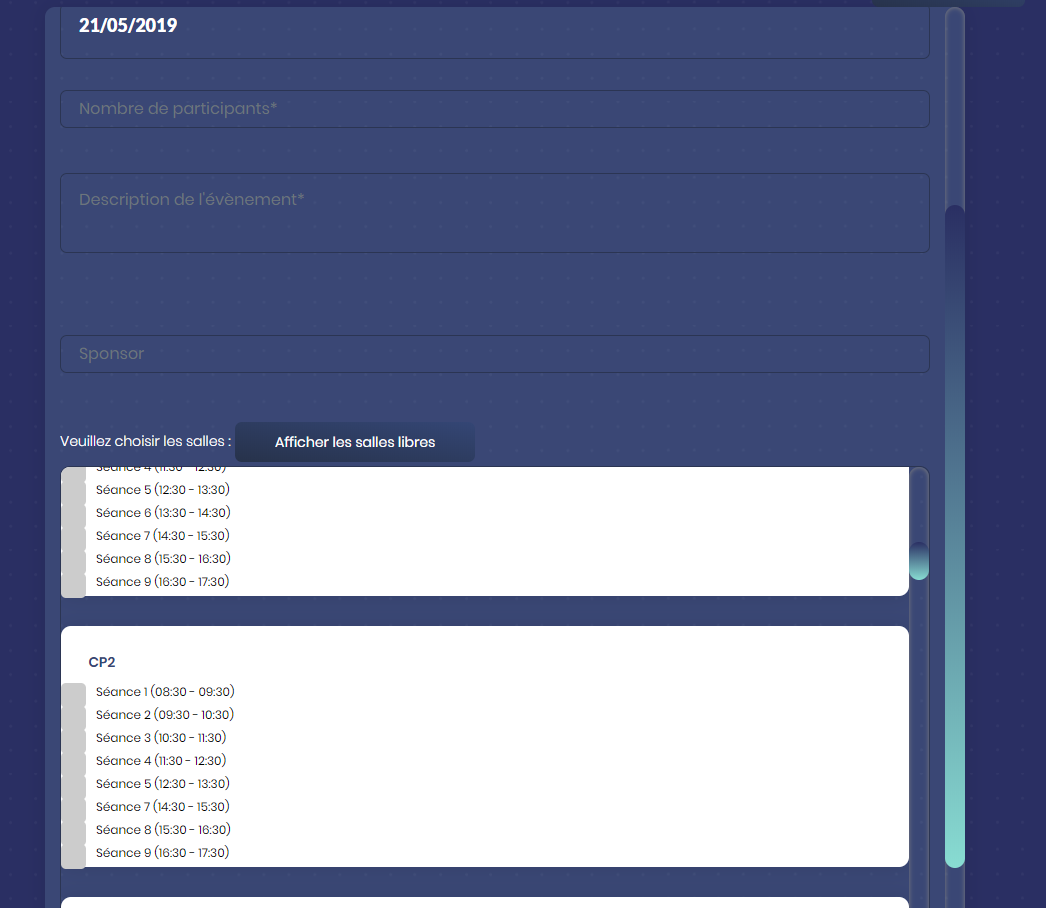 21/05/2019
Nombre de participants*
Description de l'évènement*
Sponsor
Veuillez choisir les salles : Afficher les salles libres
Séance 4 (11:30 - 12:30)
Séance 5 (12:30 - 13:30)
Séance 6 (13:30 - 14:30)
Séance 7 (14:30 - 15:30)
Séance 8 (15:30 - 16:30)
Séance 9 (16:30 - 17:30)
CP2
Séance 1 (08:30 - 09:30)
Séance 2 (09:30 - 10:30)
Séance 3 (10:30 - 11:30)
Séance 4 (11:30 - 12:30)
Séance 5 (12:30 - 13:30)
Séance 7 (14:30 - 15:30)
Séance 8 (15:30 - 16:30)
Séance 9 (16:30 - 17:30)